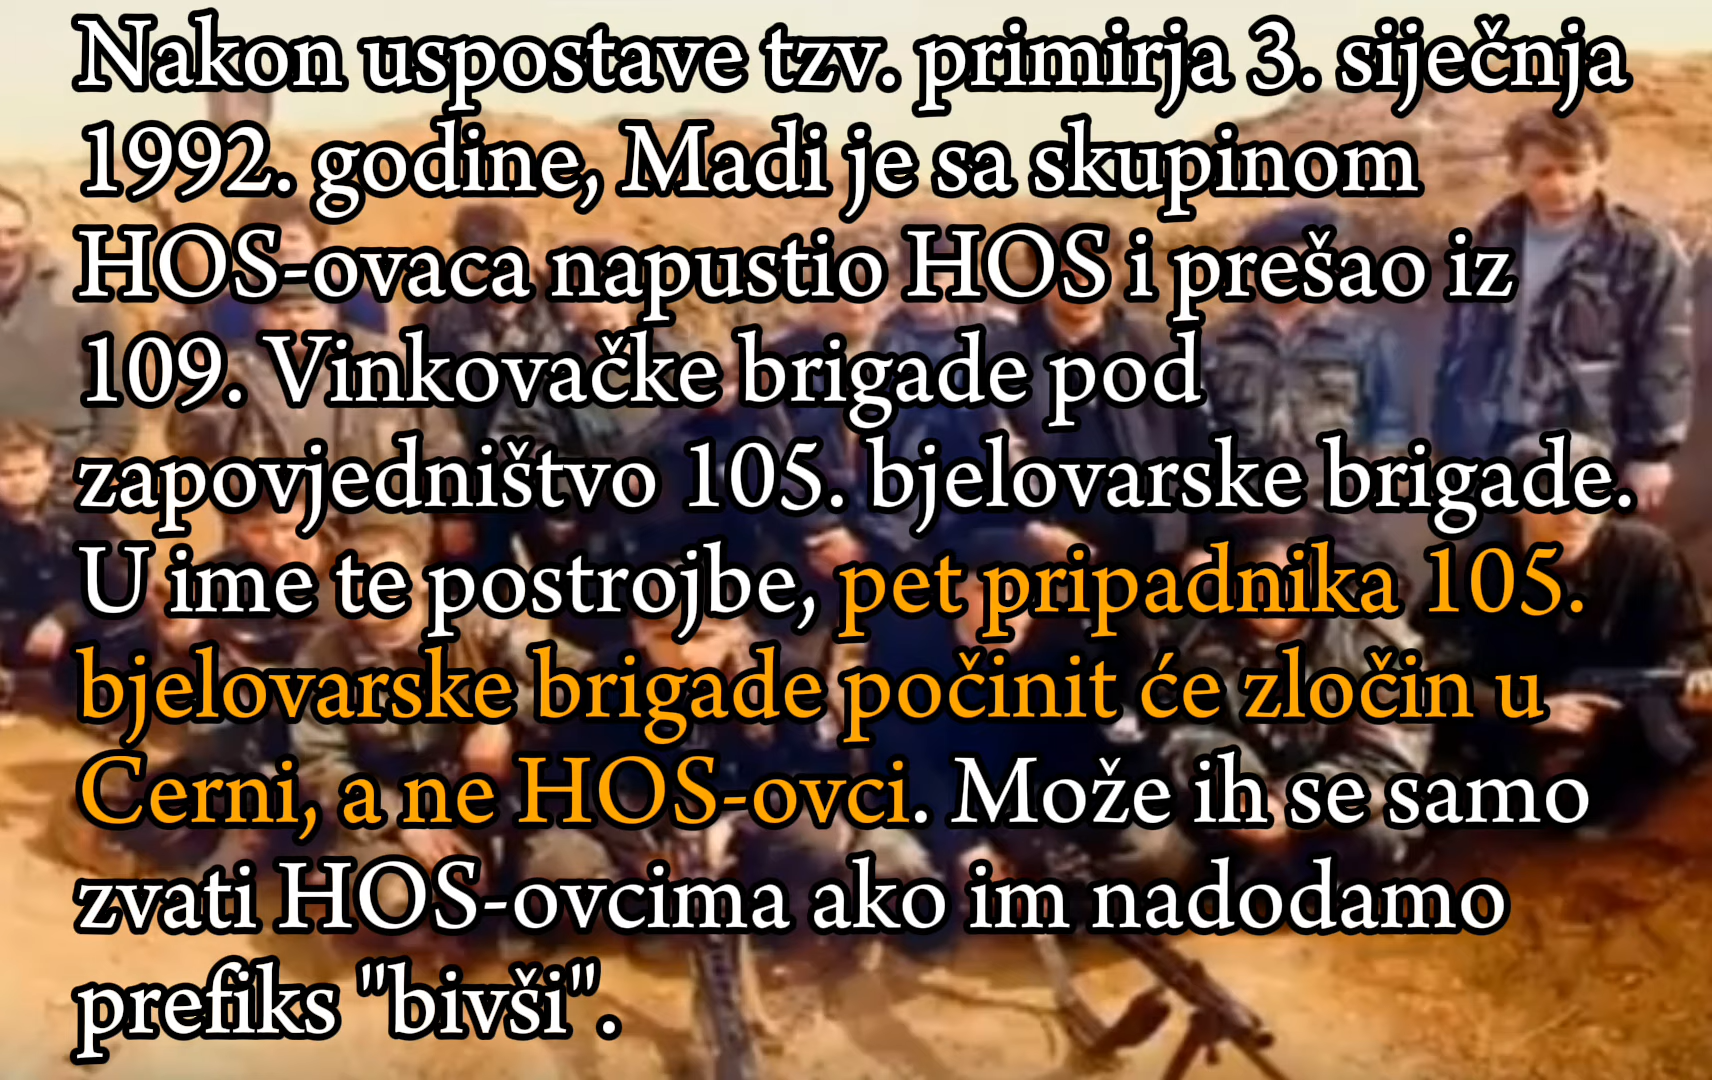 Nakon uspostave tzv. primirja 3. siječnja
1992. godine, Madi je sa skupinom
HOS-ovaca napustio HOS i prešao iz
109. Vinkovačke brigade pod
zapovjedništvo 105. bjelovarske brigade.
U ime te postrojbe, pet pripadnika 105.
bjelovarske brigade počinit će zločin u
Cerni, a ne HOS-ovci. Može ih se samo
zvati HOS-ovcima ako im nadodamo
prefiks "bivši".